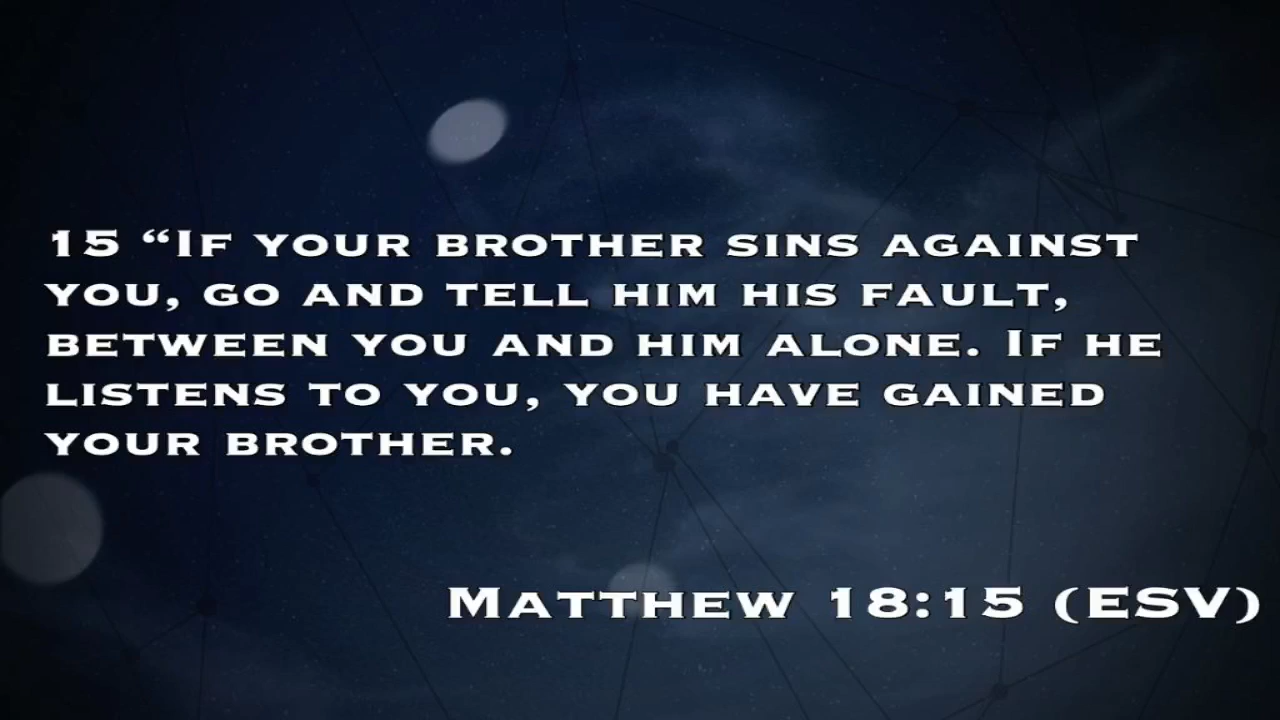 15 “If your brother sins against
you, go and tell him his fault,
between you and him alone. If he
listens to you, you have gained
your brother.
Matthew 18:15 (ESV)